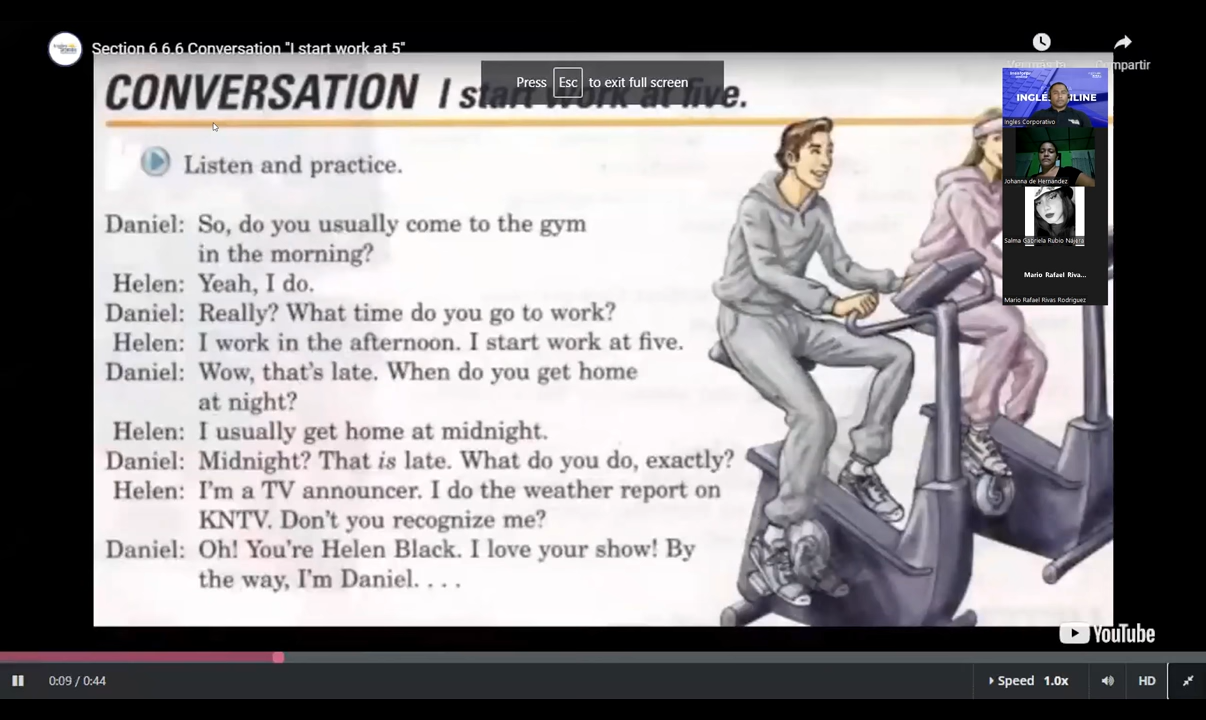 Section 6 6.6 Conversation "I start work at 5"
Compartir
Press Esc to exit full screen
CONVERSATION I start work at five.
INGLÉS
Ingles Corporativo
Listen and practice.
Johanna de Hernandez
Salma Gabriela Rubio Nájera
Mario Rafael Riva...
Mario Rafael Rivas Rodriguez
Daniel: So, do you usually come to the gym
in the morning?
Helen: Yeah, I do.
Daniel: Really? What time do you go to work?
Helen: I work in the afternoon. I start work at five.
Daniel: Wow, that's late. When do you get home
at night?
Helen: I usually get home at midnight.
Daniel: Midnight? That is late. What do you do, exactly?
Helen: I'm a TV announcer. I do the weather report on
KNTV. Don't you recognize me?
Daniel: Oh! You're Helen Black. I love your show! By
the way, I'm Daniel. . . .
YouTube
0:09 / 0:44
Speed 1.0x
HD